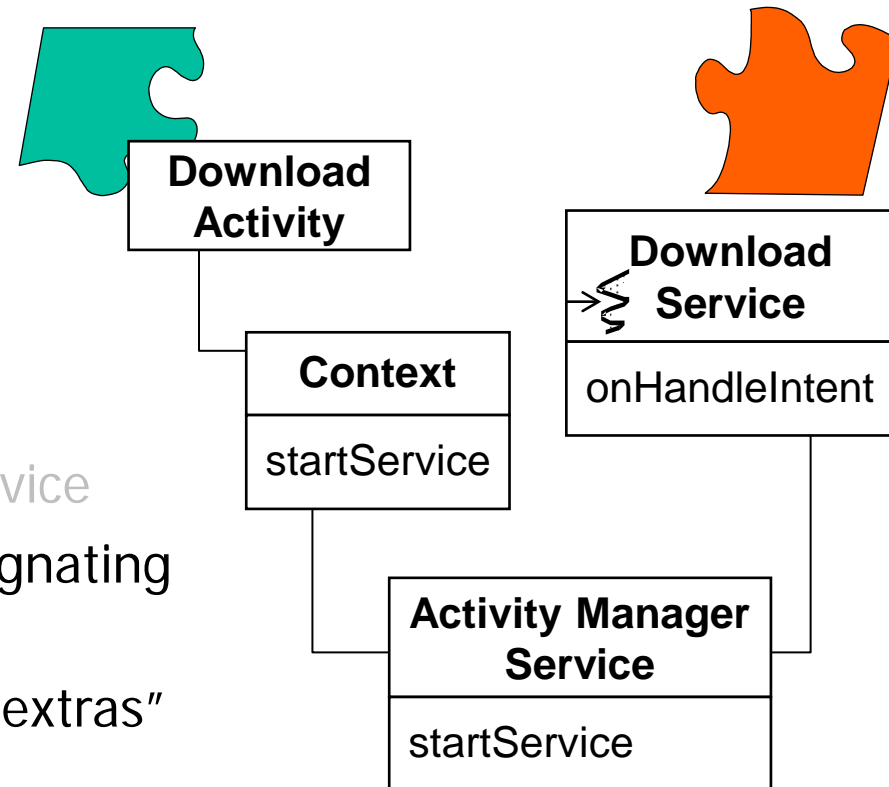 Download
Activity
Download
Service
onHandleIntent
Context
startService
vice
gnating
extras"
Activity Manager
Service
startService